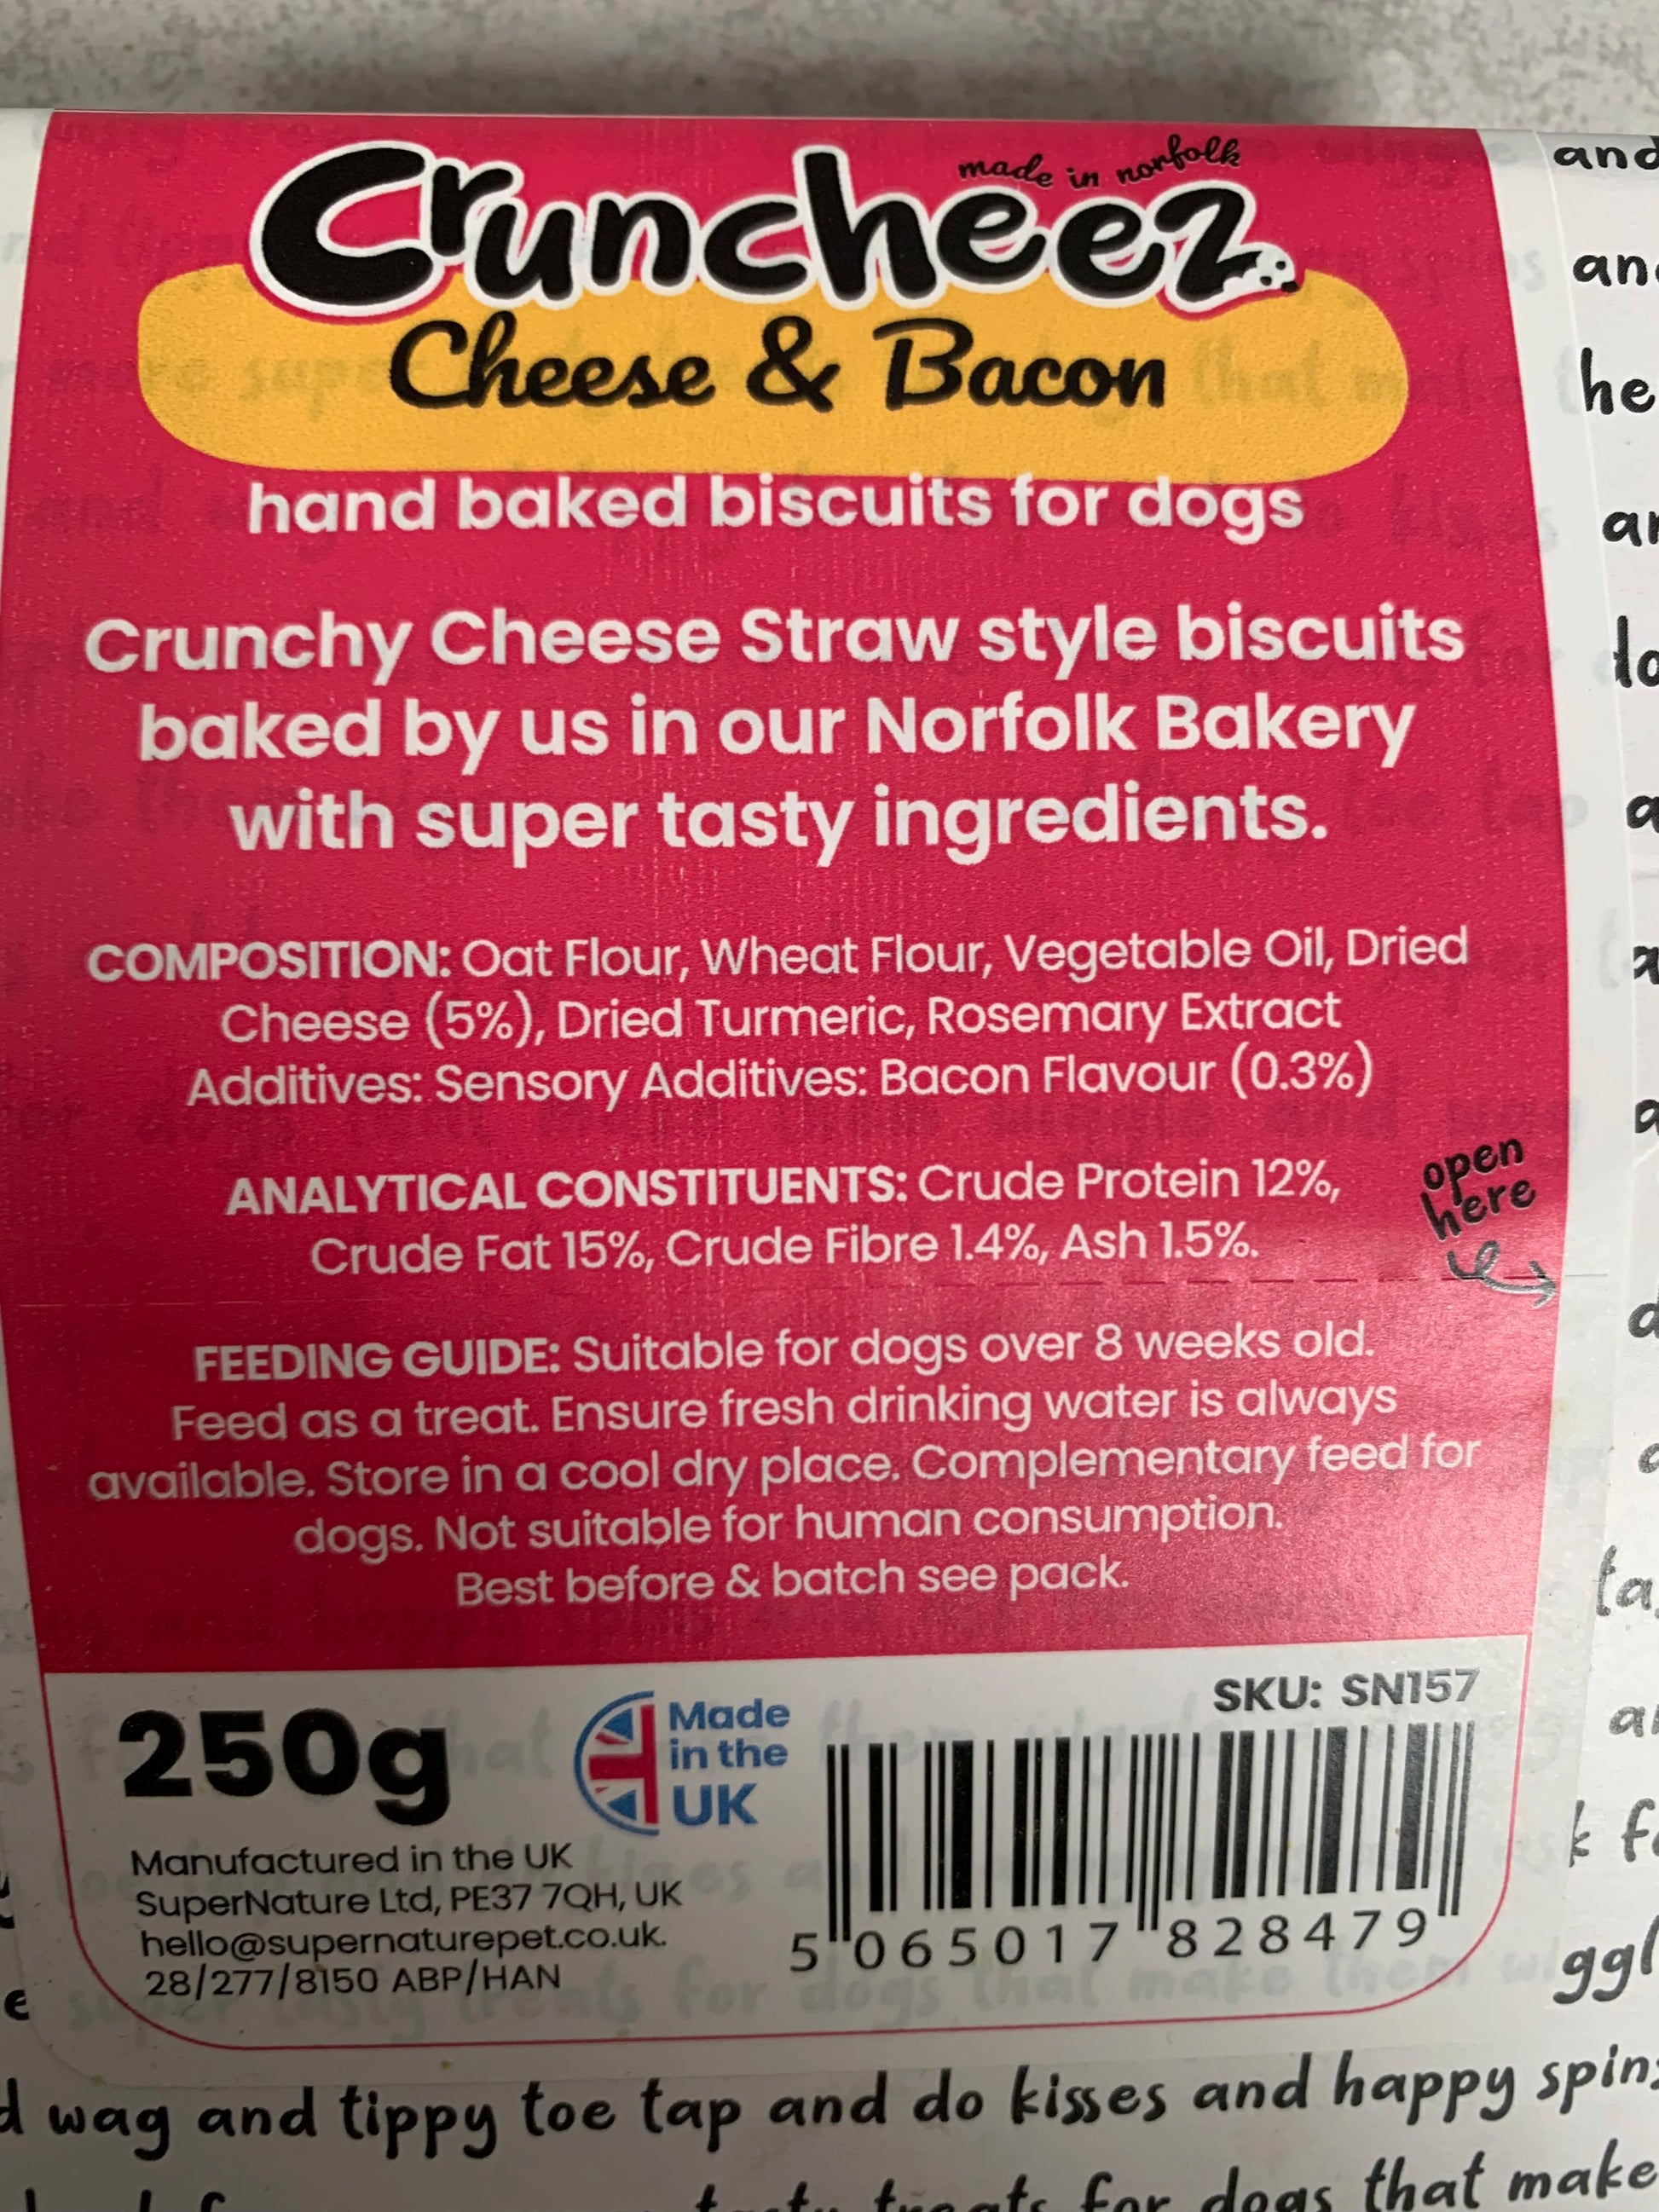 made in norfolk
Cruncheez
Cheese & Bacon
hand baked biscuits for dogs
Crunchy Cheese Straw style biscuits
baked by us in our Norfolk Bakery
with super tasty ingredients.
COMPOSITION: Oat Flour, Wheat Flour, Vegetable Oil, Dried
Cheese (5%), Dried Turmeric, Rosemary Extract
Additives: Sensory Additives: Bacon Flavour (0.3%)
ANALYTICAL CONSTITUENTS: Crude Protein 12%,
Crude Fat 15%, Crude Fibre 1.4%, Ash 1.5%.
open
here
FEEDING GUIDE: Suitable for dogs over 8 weeks old.
Feed as a treat. Ensure fresh drinking water is always
available. Store in a cool dry place. Complementary feed for
dogs. Not suitable for human consumption.
Best before & batch see pack.
250g
Made
in the
UK
SKU: SN157
Manufactured in the UK
SuperNature Ltd, PE37 7QH, UK
hello@supernaturepet.co.uk.
28/277/8150 ABP/HAN
5 065017 828479
wag and tippy toe tap and do kisses and happy spins
tasty treats for dogs that make